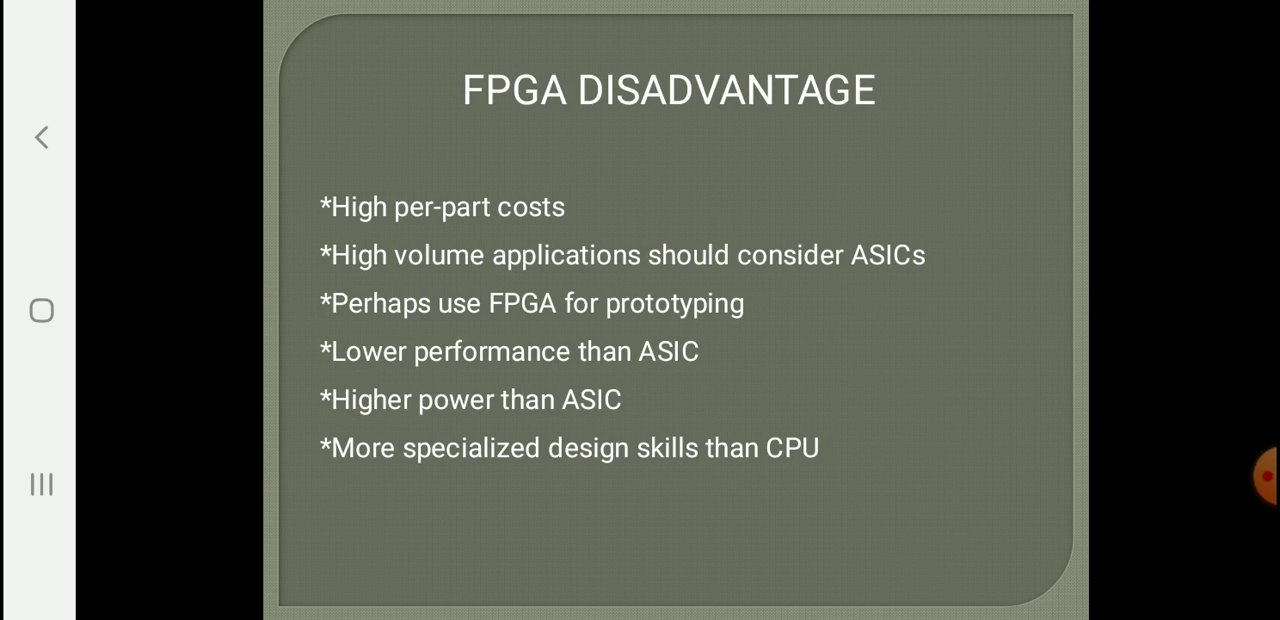 FPGA DISADVANTAGE
*High per-part costs
*High volume applications should consider ASICs
*Perhaps use FPGA for prototyping
*Lower performance than ASIC
*Higher power than ASIC
*More specialized design skills than CPU